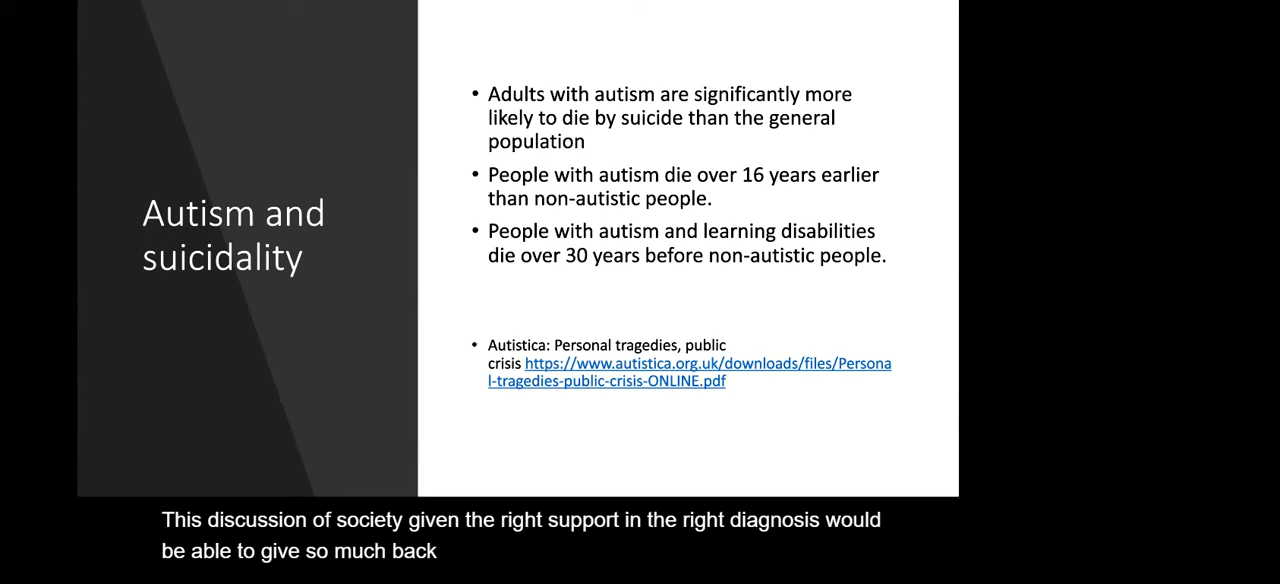 Autism and
suicidality
• Adults with autism are significantly more
likely to die by suicide than the general
population
• People with autism die over 16 years earlier
than non-autistic people.
• People with autism and learning disabilities
die over 30 years before non-autistic people.
• Autistica: Personal tragedies, public
crisis https://www.autistica.org.uk/downloads/files/Persona
l-tragedies-public-crisis-ONLINE.pdf
This discussion of society given the right support in the right diagnosis would
be able to give so much back